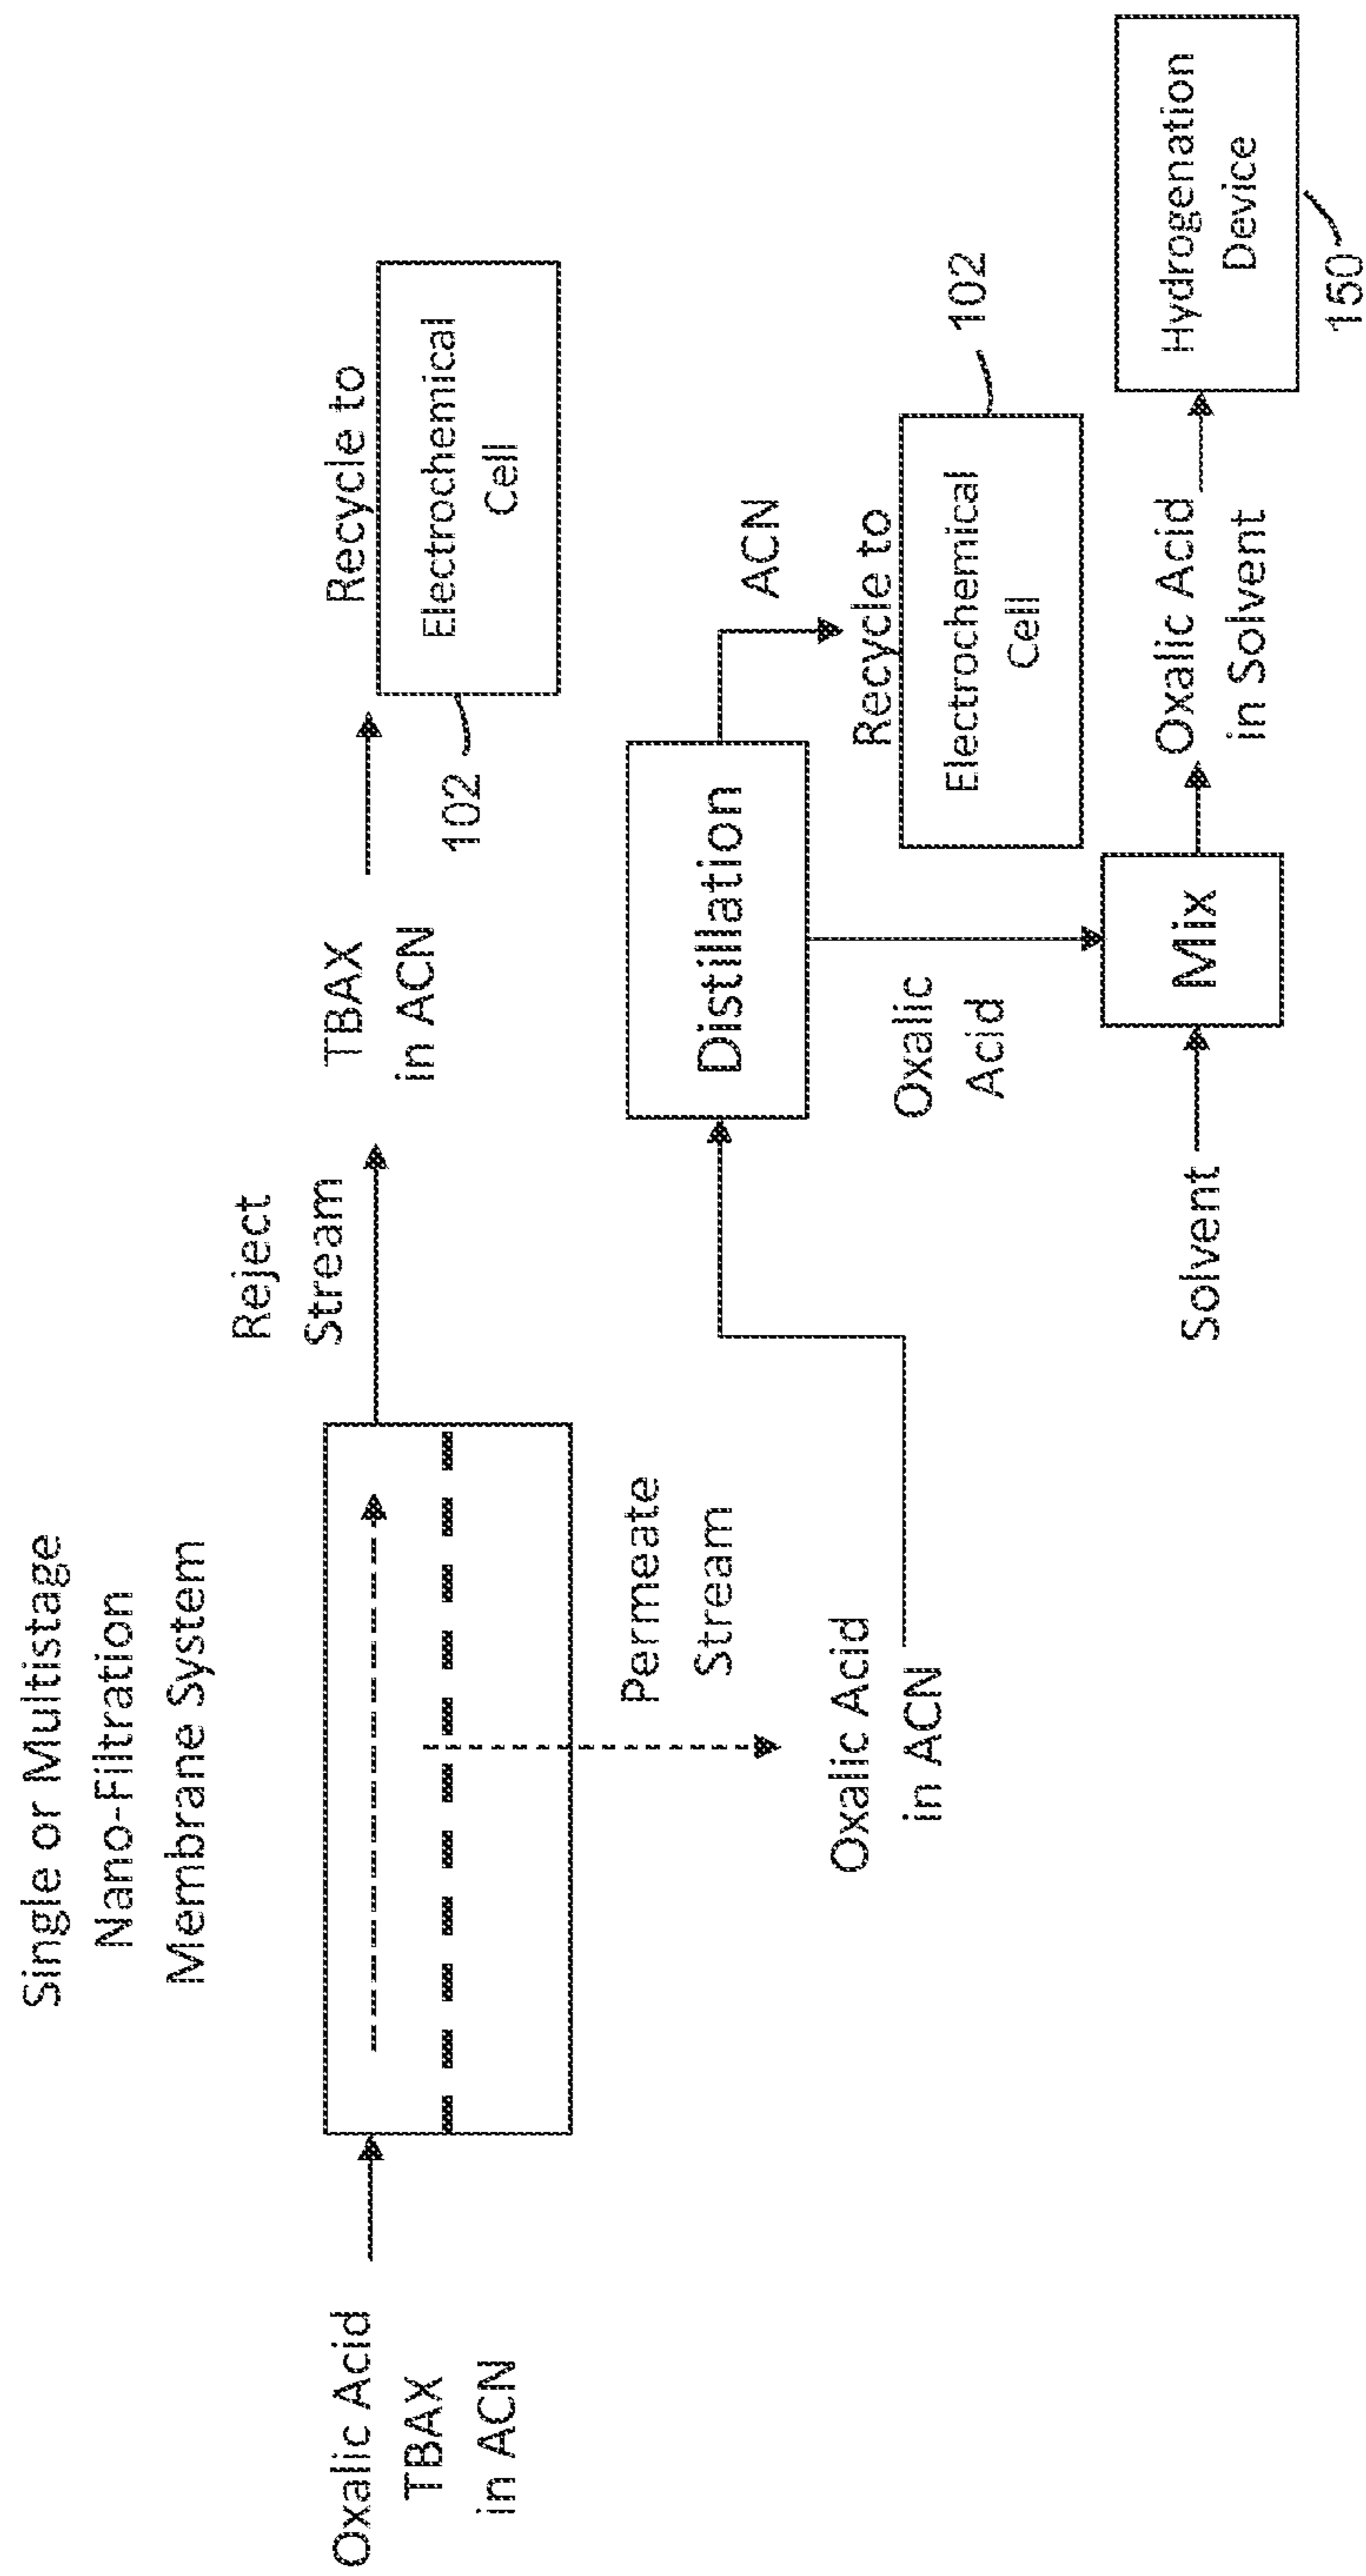 Single or Multistage
Nano-Filtration
Membrane System
Oxalic Acid
TBAX
in ACN
Reject
Stream
TBAX
in ACN
Recycle to
Electrochemical
Cell
102
Permeate
Stream
Oxalic Acid
in ACN
Distillation
ACN
Recycle to
Electrochemical
Cell
102
Oxalic
Acid
Solvent
Mix
Oxalic Acid
in Solvent
Hydrogenation
Device
150